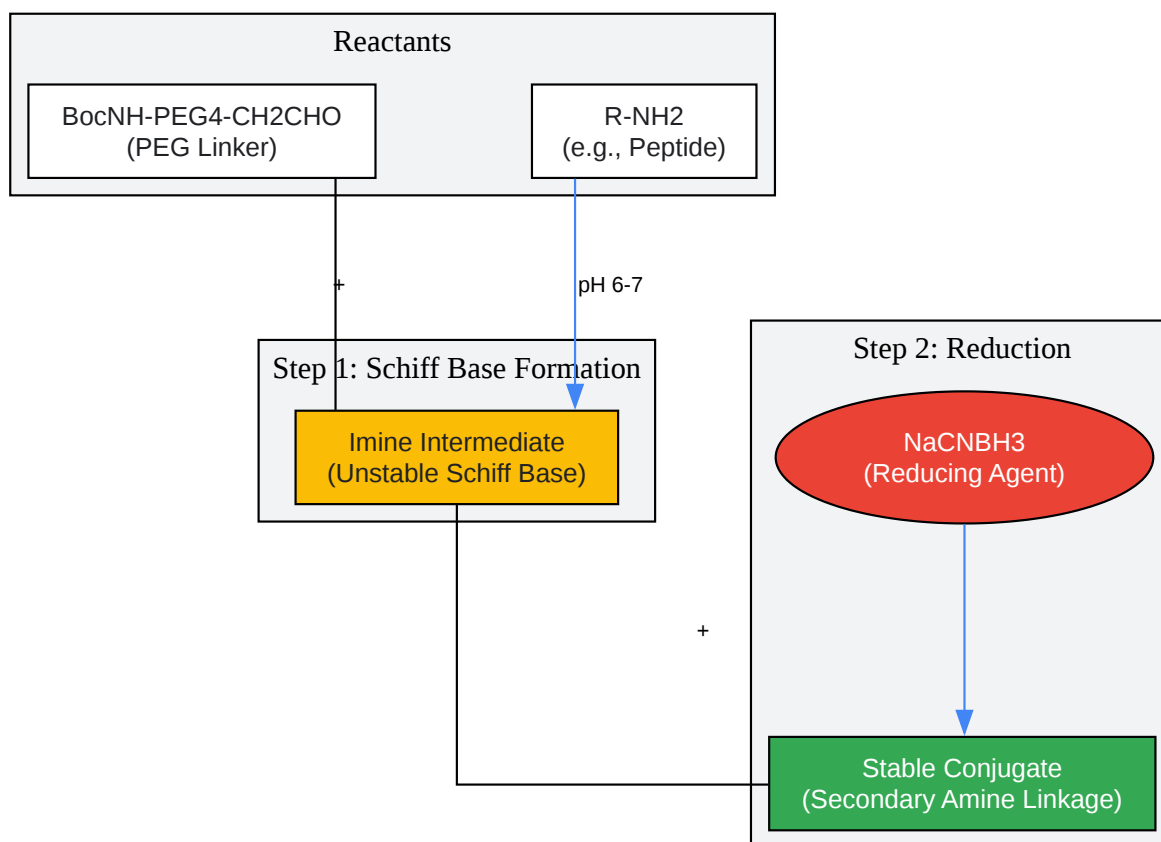 Reactants
BocNH-PEG4-CH2CHO
(PEG Linker)
R-NH2
(e.g., Peptide)
+
pH 6-7
Step 1: Schiff Base Formation
Imine Intermediate
(Unstable Schiff Base)
Step 2: Reduction
NaCNBH3
(Reducing Agent)
+
Stable Conjugate
(Secondary Amine Linkage)